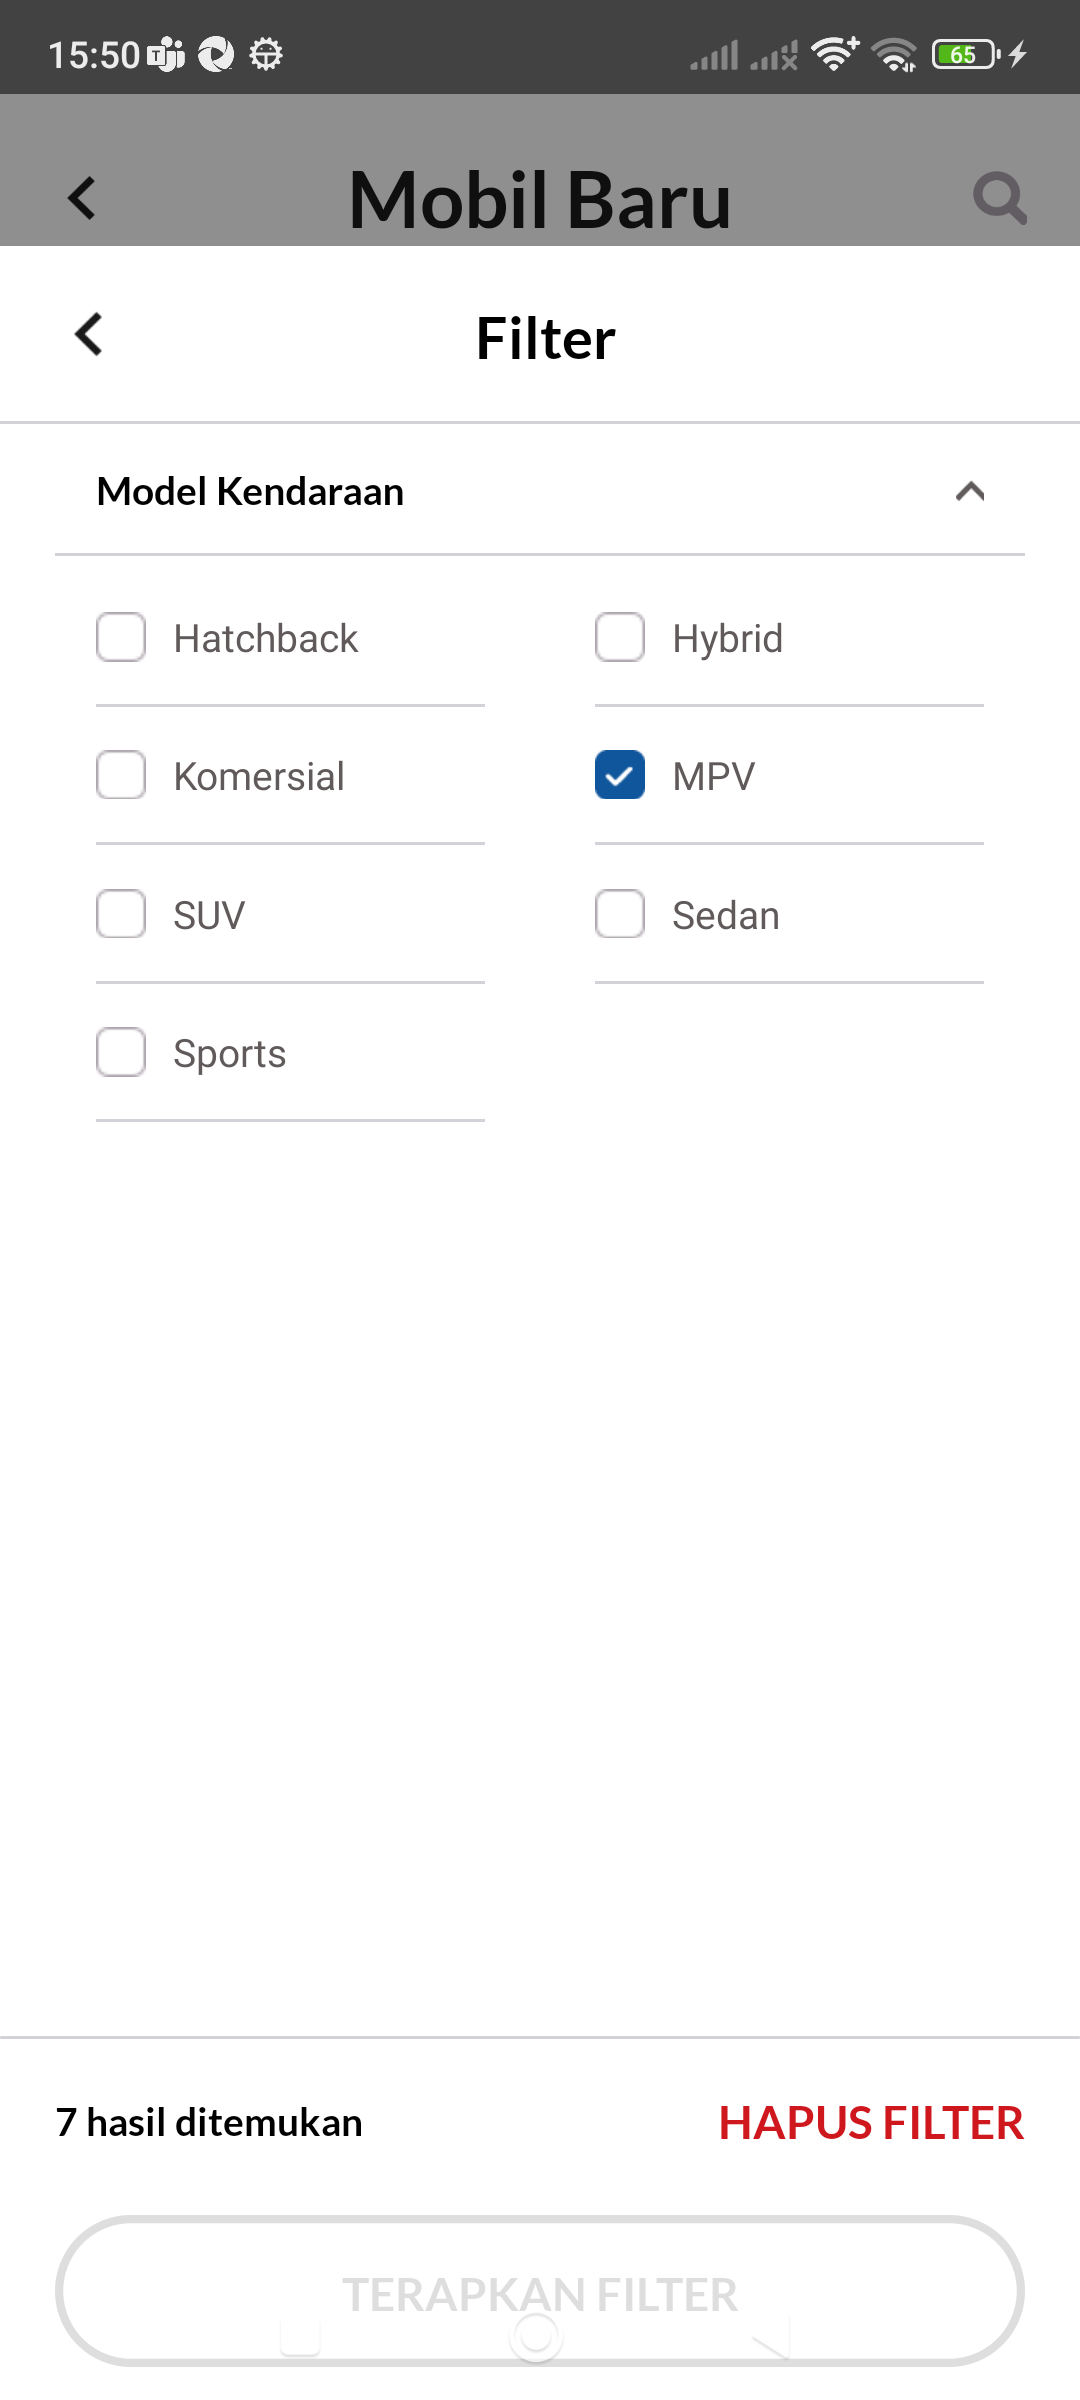 15:50
65
Mobil Baru
Filter
Model Kendaraan
Hatchback
Hybrid
Komersial
MPV
SUV
Sedan
Sports
7 hasil ditemukan
HAPUS FILTER
TERAPKAN FILTER